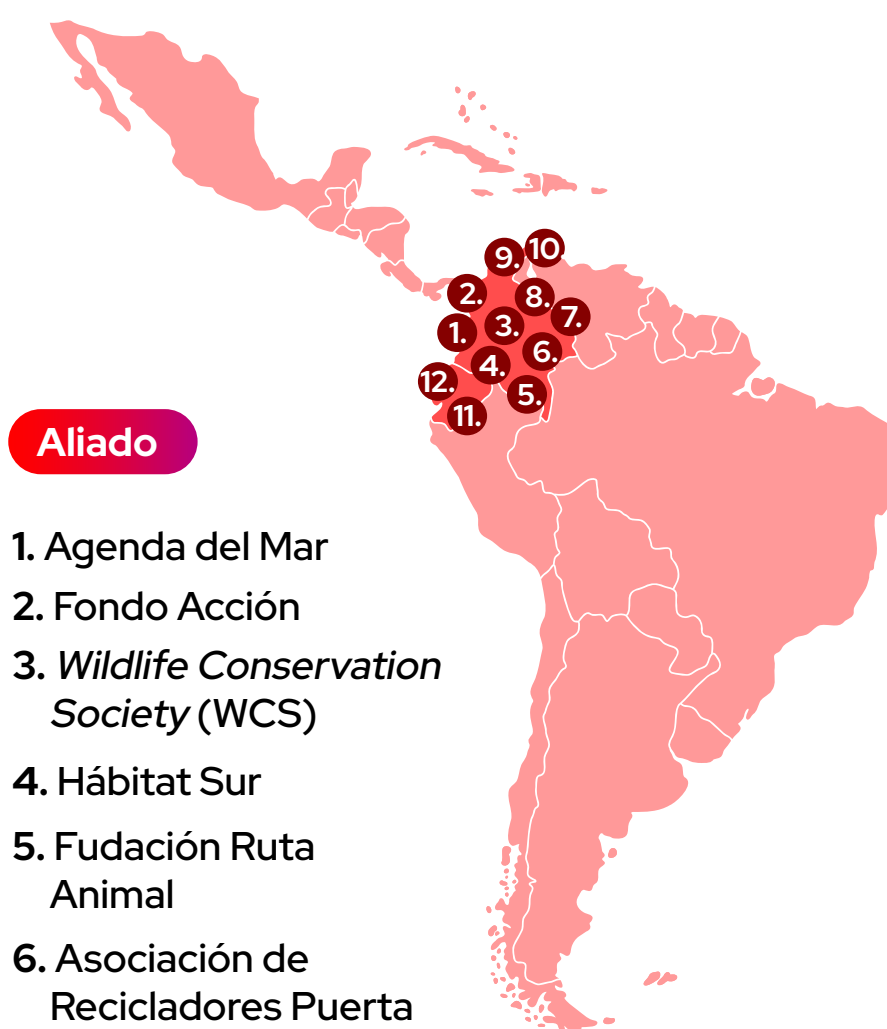 9.
10.
2.
8.
7.
1.
3.
6.
4.
12.
5.
11.
Aliado
1. Agenda del Mar
2. Fondo Acción
3. Wildlife Conservation
Society (WCS)
4. Hábitat Sur
5. Fudación Ruta
Animal
6. Asociación de
Recicladores Puerta